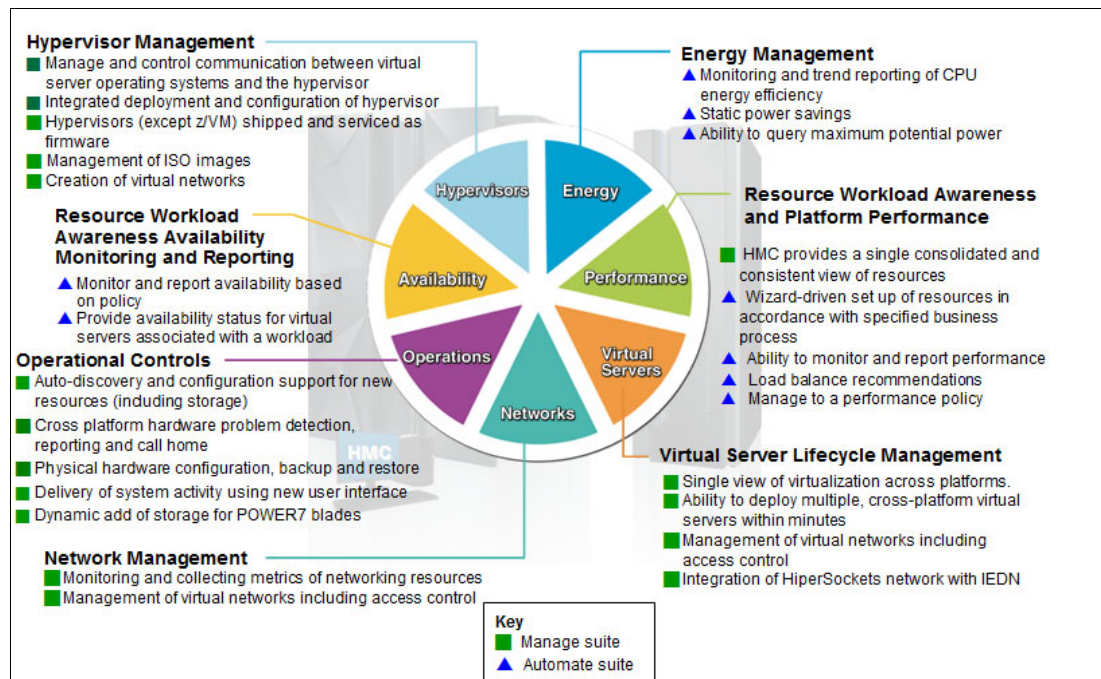 Hypervisor Management
Manage and control communication between virtual
server operating systems and the hypervisor
Integrated deployment and configuration of hypervisor
Hypervisors (except z/VM) shipped and serviced as
firmware
Management of ISO images
Creation of virtual networks
Energy Management
Monitoring and trend reporting of CPU
energy efficiency
Static power savings
Ability to query maximum potential power
Resource Workload
Awareness Availability
Monitoring and Reporting
Monitor and report availability based
on policy
Provide availability status for virtual
servers associated with a workload
Hypervisors
Energy
Availability
Performance
Operations
Virtual
Servers
Networks
HMC
Resource Workload Awareness
and Platform Performance
HMC provides a single consolidated and
consistent view of resources
Wizard-driven set up of resources in
accordance with specified business
process
Ability to monitor and report performance
Load balance recommendations
Manage to a performance policy
Operational Controls
Auto-discovery and configuration support for new
resources (including storage)
Cross platform hardware problem detection,
reporting and call home
Physical hardware configuration, backup and restore
Delivery of system activity using new user interface
Dynamic add of storage for POWER7 blades
Virtual Server Lifecycle Management
Single view of virtualization across platforms.
Ability to deploy multiple, cross-platform virtual
servers within minutes
Management of virtual networks including
access control
Integration of HiperSockets network with IEDN
Network Management
Monitoring and collecting metrics of networking resources
Management of virtual networks including access control
Key
Manage suite
Automate suite